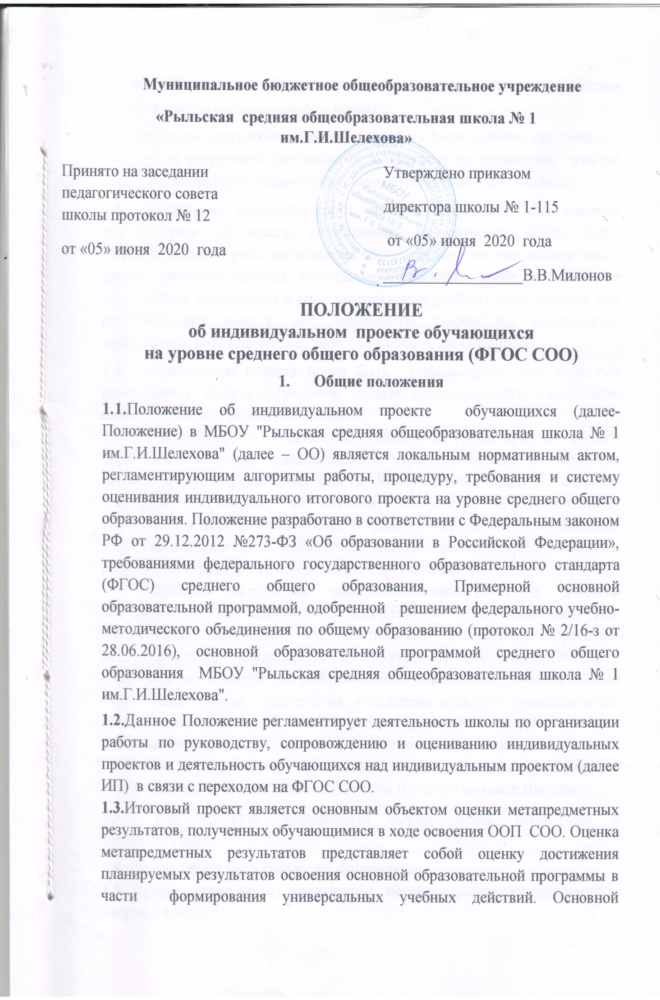 Муниципальное бюджетное общеобразовательное учреждение
«Рыльская средняя общеобразовательная школа № 1
им.Г.И.Шелехова»
Принято на заседании
педагогического совета
школы протокол № 12
от «05» июня 2020 года
Утверждено приказом
директора школы № 1-115
от «05» июня 2020 года
В.В.Милонов
МБОУ
Рыльская средняя
общеобразовательная
школа № 1
им. Г.И. Шелехова
ПОЛОЖЕНИЕ
об индивидуальном проекте обучающихся
на уровне среднего общего образования (ФГОС СОО)
1. Общие положения
1.1.Положение об индивидуальном проекте обучающихся (далее-
Положение) в МБОУ "Рыльская средняя общеобразовательная школа № 1
им.Г.И.Шелехова" (далее – ОО) является локальным нормативным актом,
регламентирующим алгоритмы работы, процедуру, требования и систему
оценивания индивидуального итогового проекта на уровне среднего общего
образования. Положение разработано в соответствии с Федеральным законом
РФ от 29.12.2012 №273-ФЗ «Об образовании в Российской Федерации»,
требованиями федерального государственного образовательного стандарта
(ФГОС) среднего общего образования, Примерной основной
образовательной программой, одобренной решением федерального учебно-
методического объединения по общему образованию (протокол № 2/16-з от
28.06.2016), основной образовательной программой среднего общего
образования МБОУ "Рыльская средняя общеобразовательная школа № 1
им.Г.И.Шелехова".
1.2.Данное Положение регламентирует деятельность школы по организации
работы по руководству, сопровождению и оцениванию индивидуальных
проектов и деятельность обучающихся над индивидуальным проектом (далее
ИП) в связи с переходом на ФГОС СОО.
1.3.Итоговый проект является основным объектом оценки метапредметных
результатов, полученных обучающимися в ходе освоения ООП СОО. Оценка
метапредметных результатов представляет собой оценку достижения
планируемых результатов освоения основной образовательной программы в
части формирования универсальных учебных действий. Основной